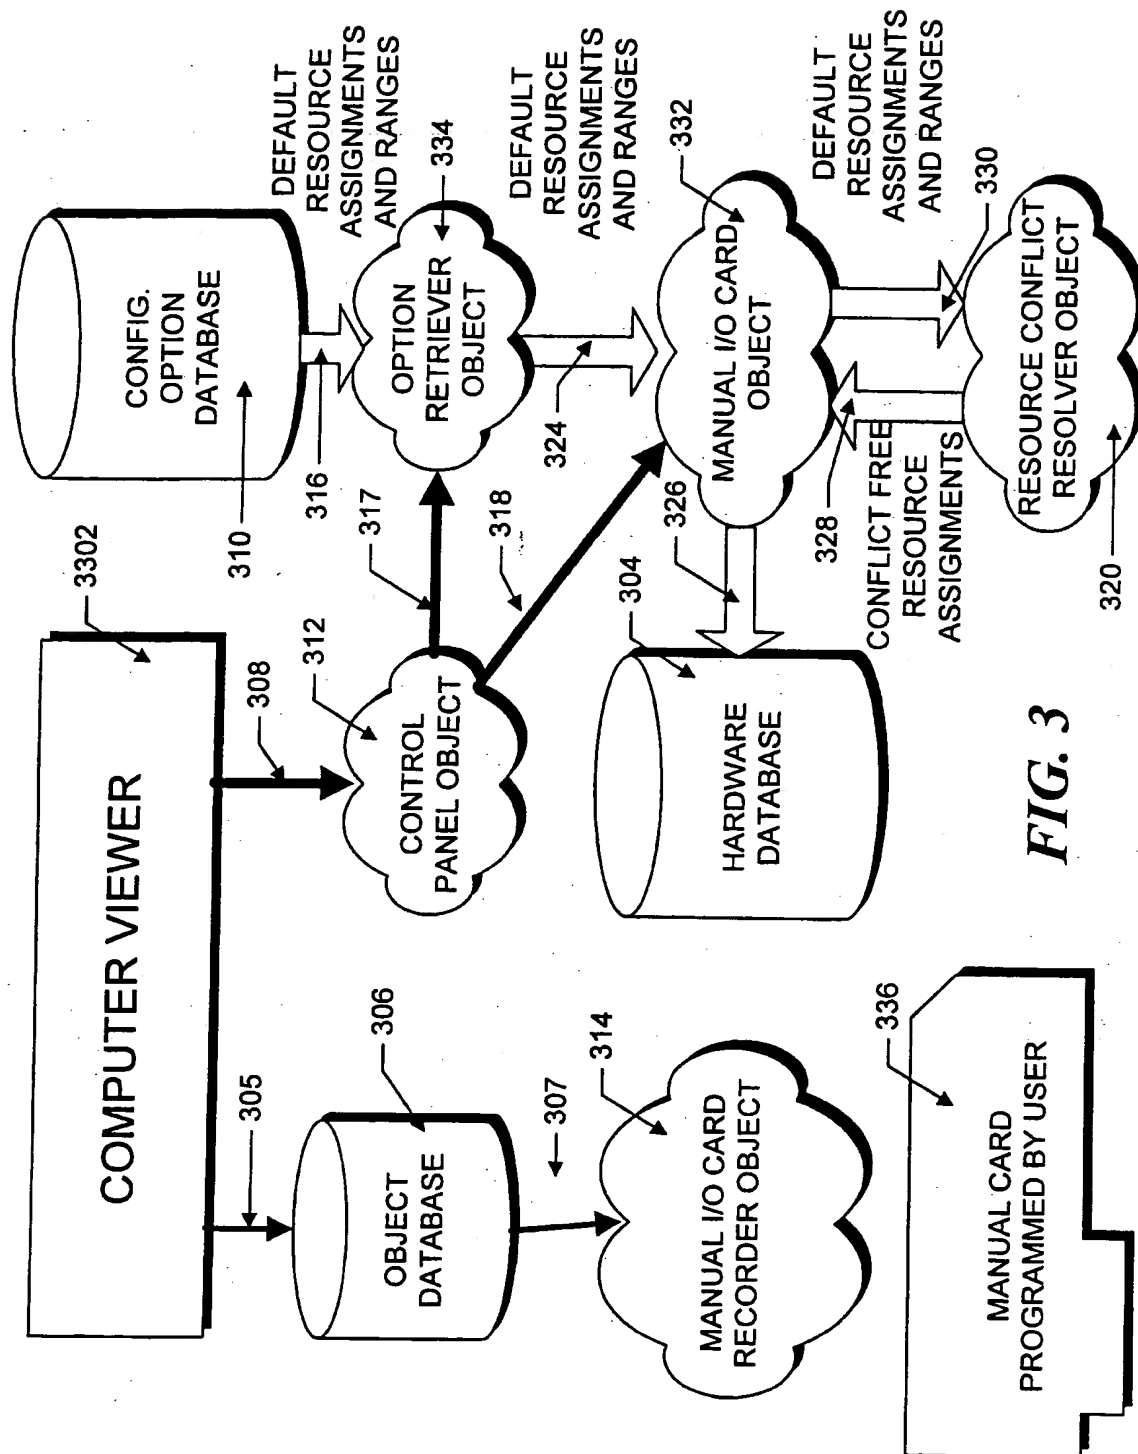 COMPUTER VIEWER
3302
305
308
OBJECT
DATABASE
306
307
MANUAL I/O CARD
RECORDER OBJECT
314
MANUAL CARD
PROGRAMMED BY USER
336
CONTROL
PANEL OBJECT
312
317
318
CONFIG.
OPTION
DATABASE
310
316
DEFAULT
RESOURCE
ASSIGNMENTS
AND RANGES
OPTION
RETRIEVER
OBJECT
334
324
DEFAULT
RESOURCE
ASSIGNMENTS
AND RANGES
MANUAL I/O CARD
OBJECT
332
326
HARDWARE
DATABASE
304
328
CONFLICT FREE
RESOURCE
ASSIGNMENTS
DEFAULT
RESOURCE
ASSIGNMENTS
AND RANGES
330
RESOURCE CONFLICT
RESOLVER OBJECT
320
FIG. 3